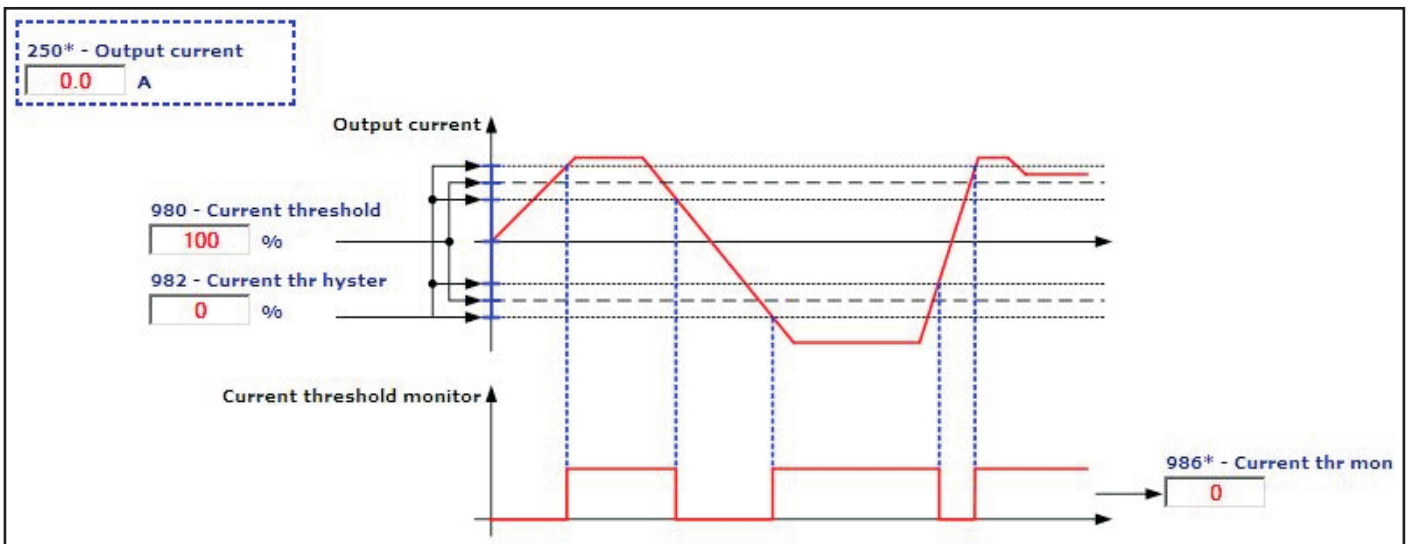 250* - Output current
0.0 A
Output current
980 - Current threshold
100 %
982 - Current thr hyster
0 %
Current threshold monitor
986* - Current thr mon
0